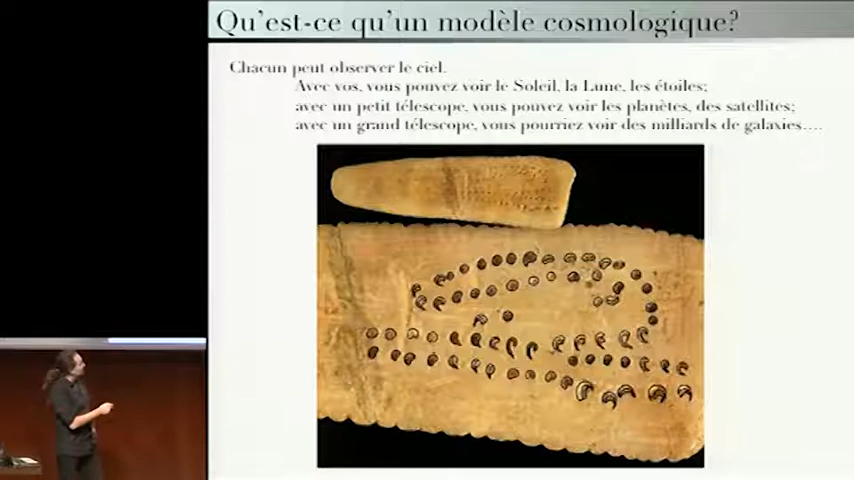 Qu'est-ce qu'un modèle cosmologique?
Chacun peut observer le ciel.
Avec vos, vous pouvez voir le Soleil, la Lune, les étoiles;
avec un petit télescope, vous pouvez voir les planètes, des satellites;
avec un grand télescope, vous pourriez voir des milliards de galaxies....